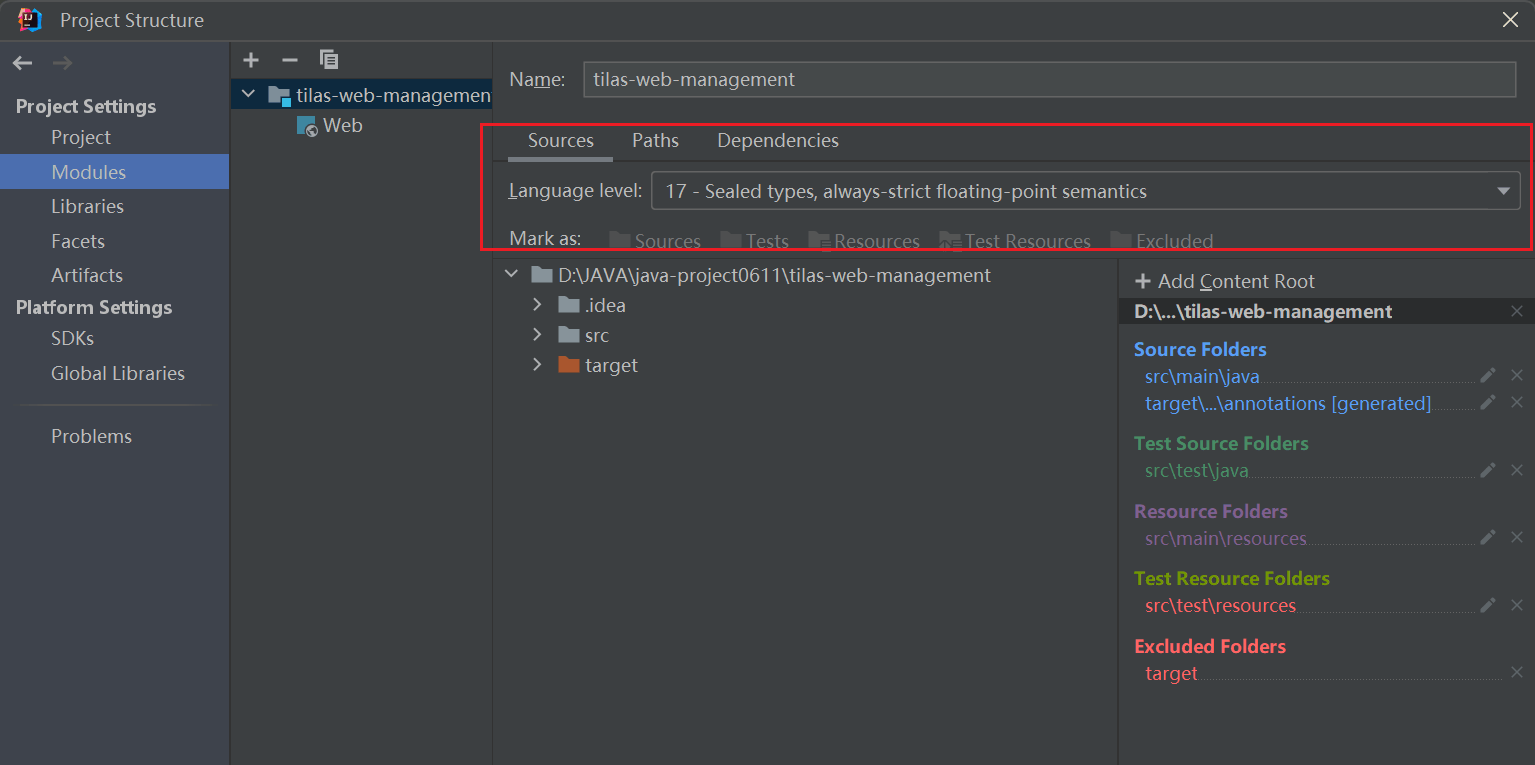 Project Structure
Project Settings
Project
Modules
Libraries
Facets
Artifacts
Platform Settings
SDKs
Global Libraries
Problems
tilas-web-managemen
Web
Name: tilas-web-management
Sources Paths Dependencies
Language level: 17 - Sealed types, always-strict floating-point semantics
Mark as: Sources Tests Resources Test Resources Excluded
D:\JAVA\java-project0611\tilas-web-management
.idea
src
target
Add Content Root
D:\...\tilas-web-management
Source Folders
src\main\java
target\...\annotations [generated]
Test Source Folders
src\test\java
Resource Folders
src\main\resources
Test Resource Folders
src\test\resources
Excluded Folders
target